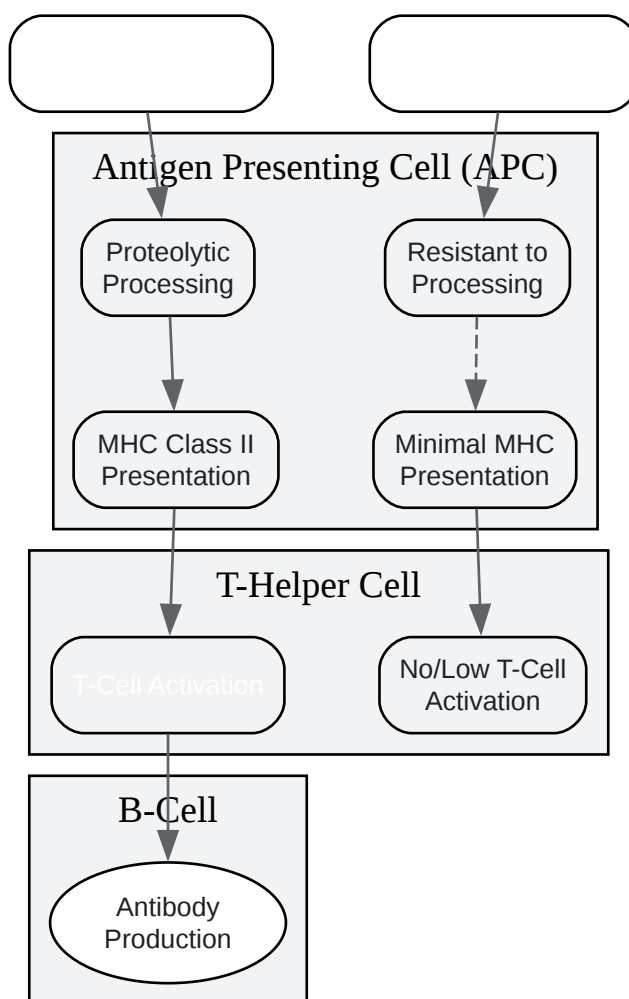 Antigen Presenting Cell (APC)
Proteolytic
Processing
Resistant to
Processing
MHC Class II
Presentation
Minimal MHC
Presentation
T-Helper Cell
T-Cell Activation
No/Low T-Cell
Activation
B-Cell
Antibody
Production